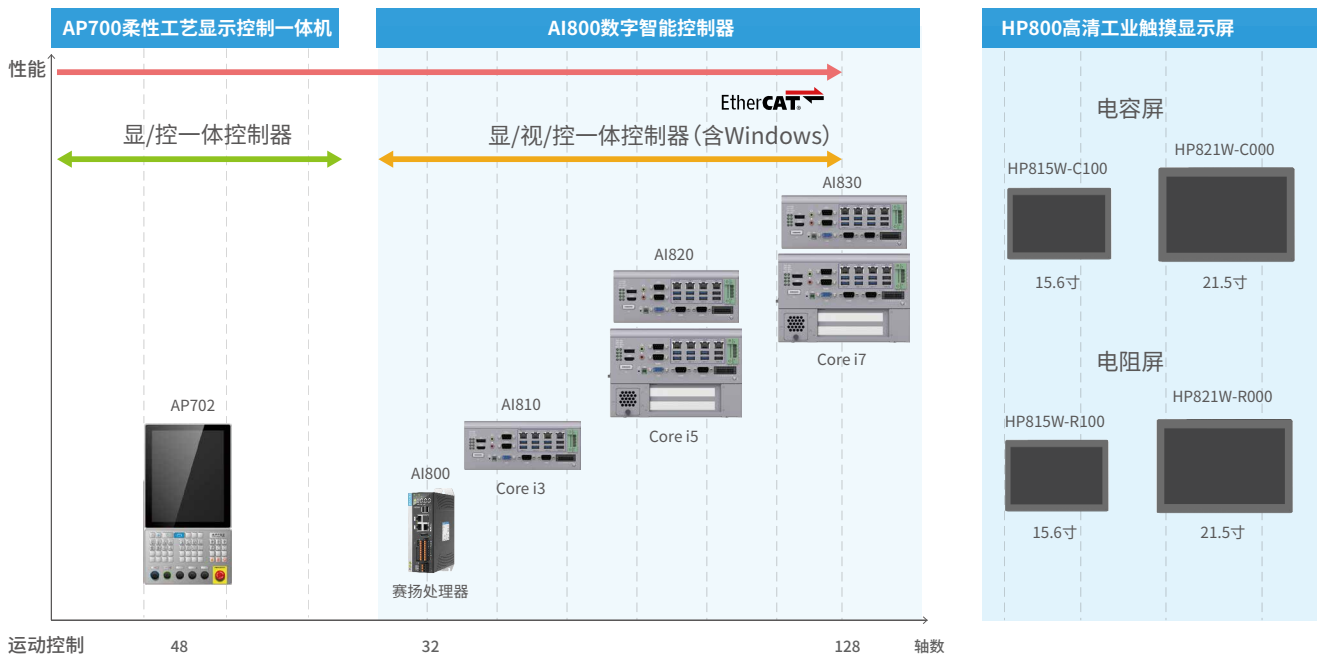 AP700柔性工艺显示控制一体机
AI800数字智能控制器
HP800高清工业触摸显示屏
性能
EtherCAT
显/控一体控制器
显/视/控一体控制器（含Windows）
电容屏
HP815W-C100
HP821W-C000
15.6寸
21.5寸
AI830
Core i7
AI820
Core i5
AI810
Core i3
AI800
赛扬处理器
AP702
电阻屏
HP815W-R100
HP821W-R000
15.6寸
21.5寸
运动控制
48
32
128
轴数